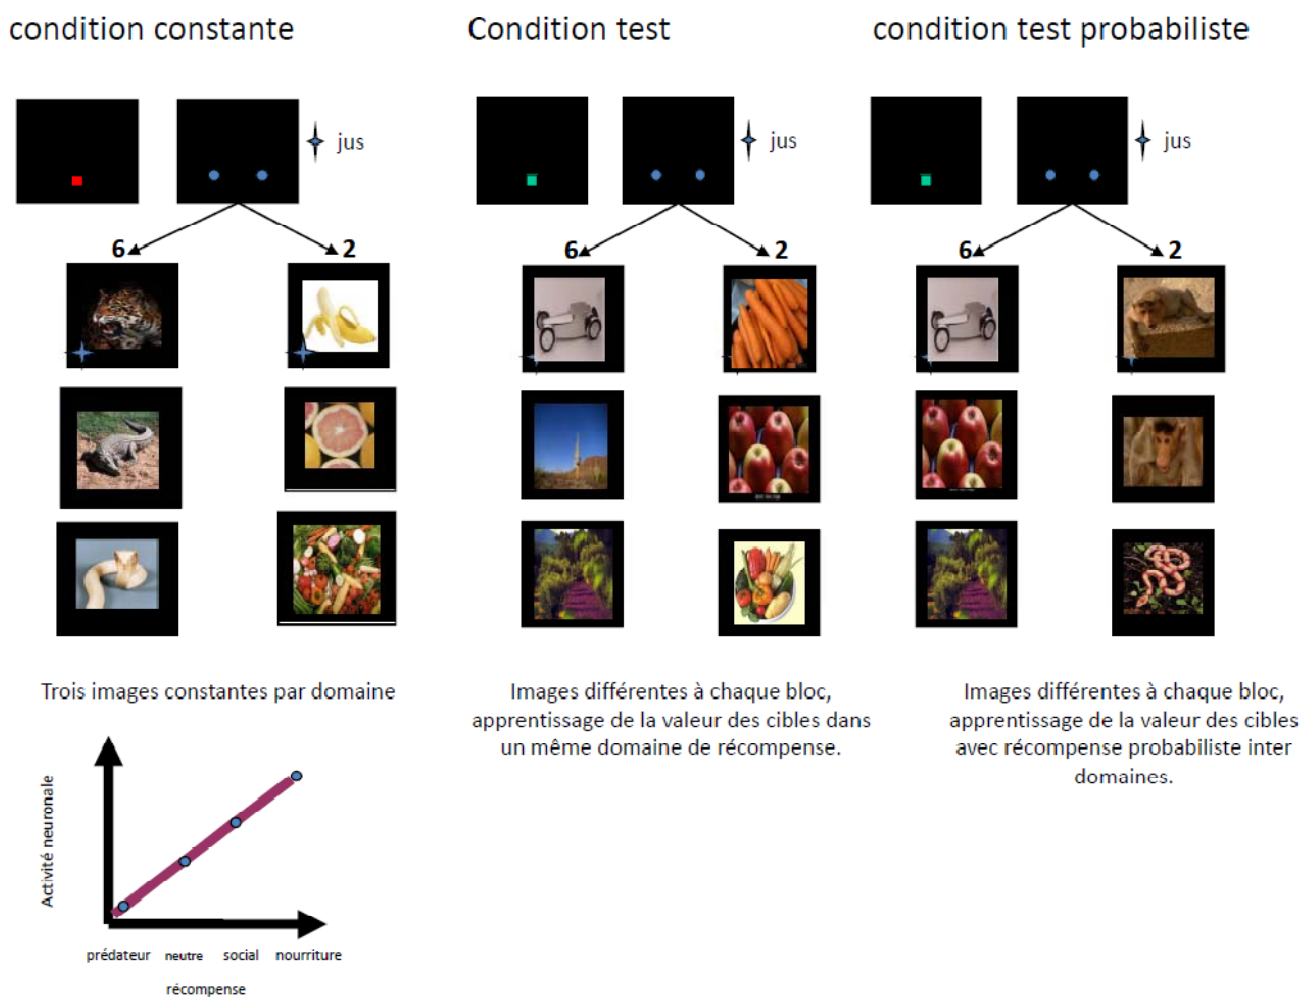 condition constante
Condition test
condition test probabiliste
jus
jus
jus
6
2
6
2
6
2
Trois images constantes par domaine
Images différentes à chaque bloc,
apprentissage de la valeur des cibles dans
un même domaine de récompense.
Images différentes à chaque bloc,
apprentissage de la valeur des cibles
avec récompense probabiliste inter
domaines.
Activité neuronale
prédateur neutre social nourriture
récompense